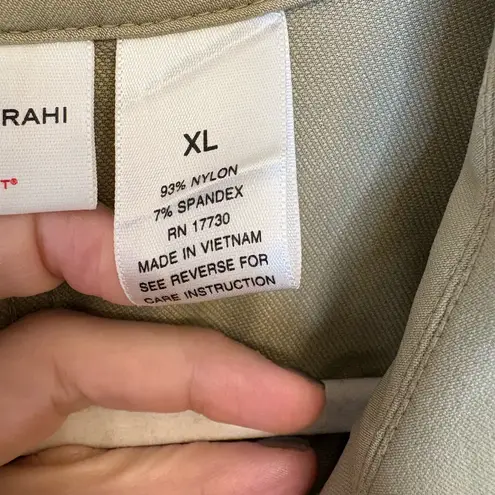 RAHI
T®
XL
93% NYLON
7% SPANDEX
RN 17730
MADE IN VIETNAM
SEE REVERSE FOR
CARE INSTRUCTION